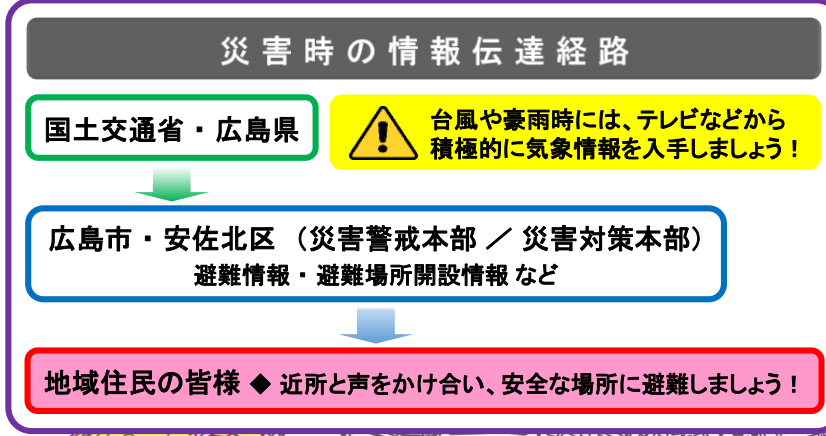 災害時の情報伝達経路
国土交通省・広島県
台風や豪雨時には、テレビなどから
積極的に気象情報を入手しましょう！
広島市・安佐北区（災害警戒本部／災害対策本部）
避難情報・避難場所開設情報など
地域住民の皆様◆近所と声をかけ合い、安全な場所に避難しましょう！